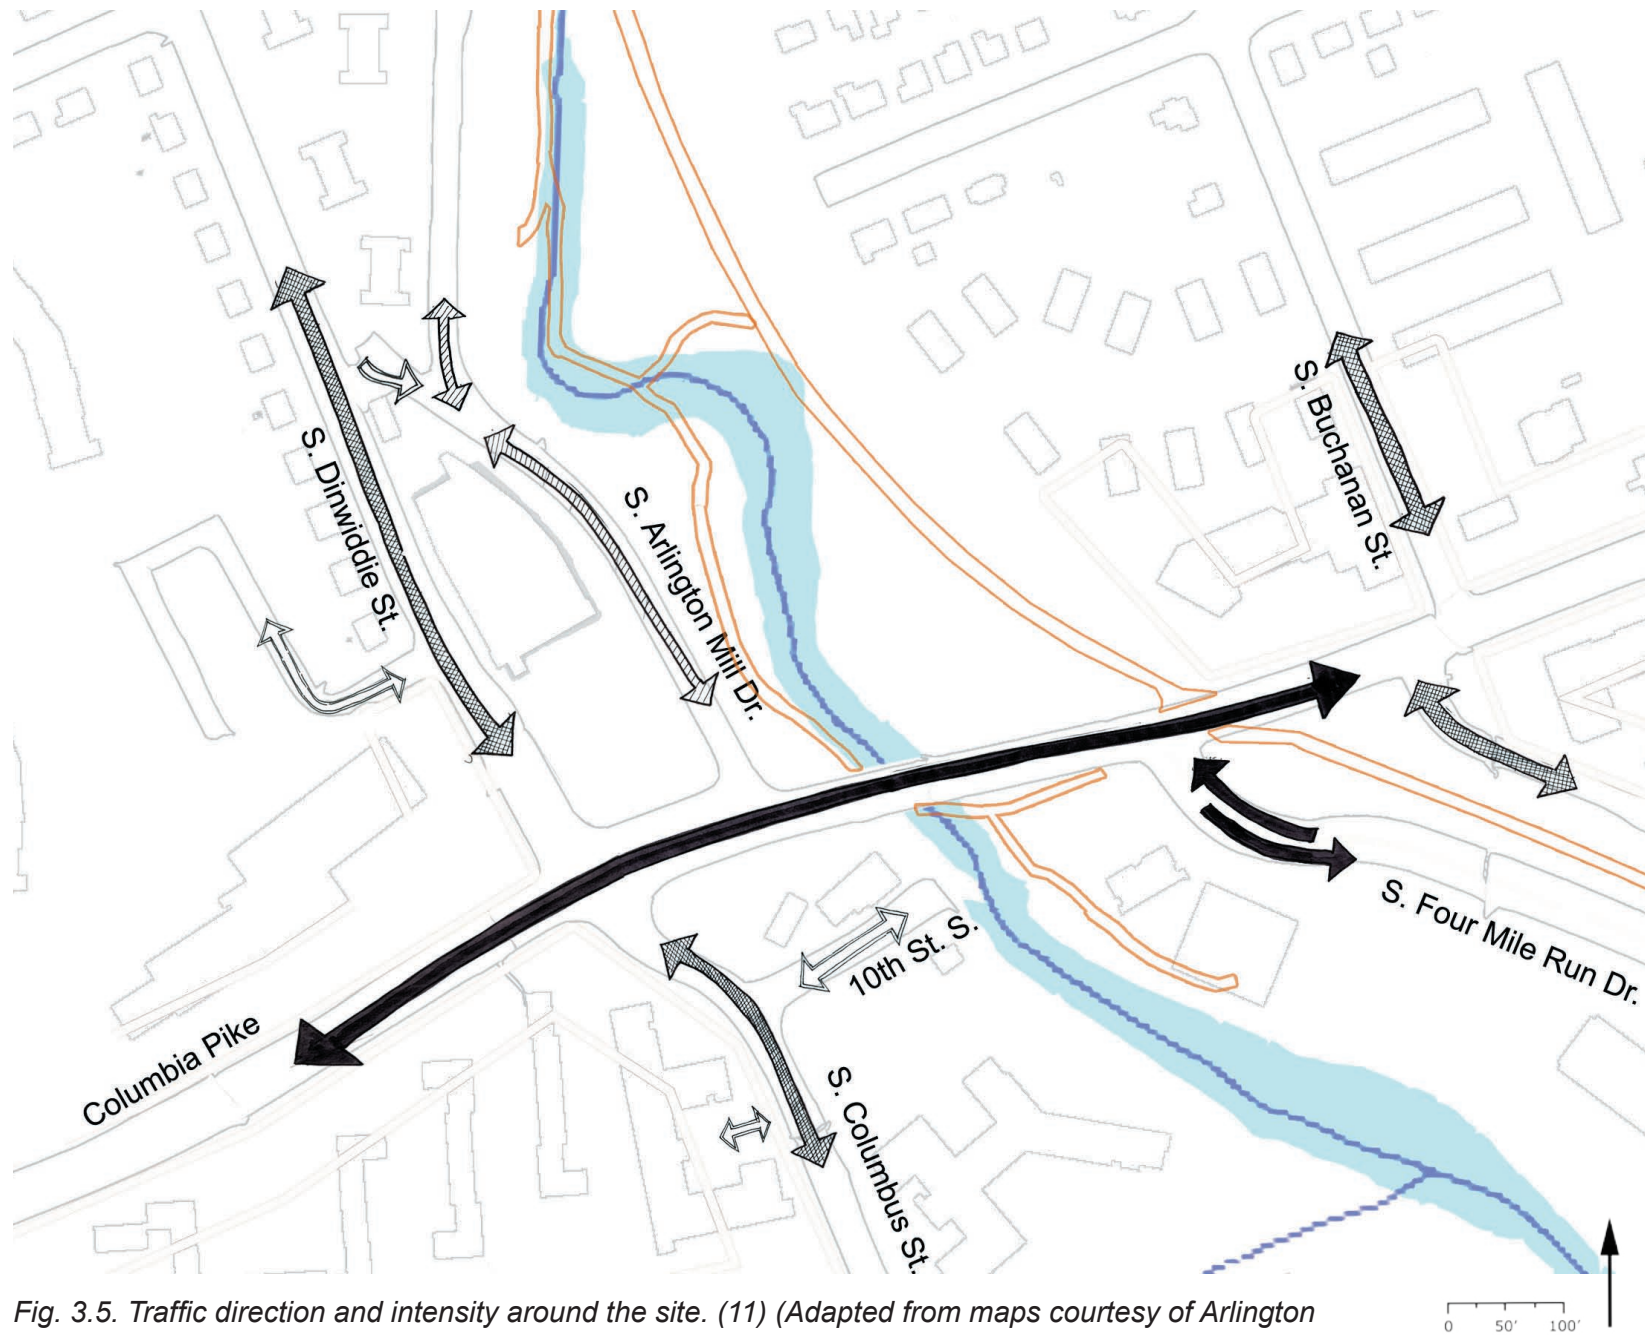 S. Buchanan St.
S. Dinwiddie St.
S. Arlington Mill Dr.
S. Four Mile Run Dr.
10th St. S.
Columbia Pike
S. Columbus St.
Fig. 3.5. Traffic direction and intensity around the site. (11) (Adapted from maps courtesy of Arlington
0 50' 100'